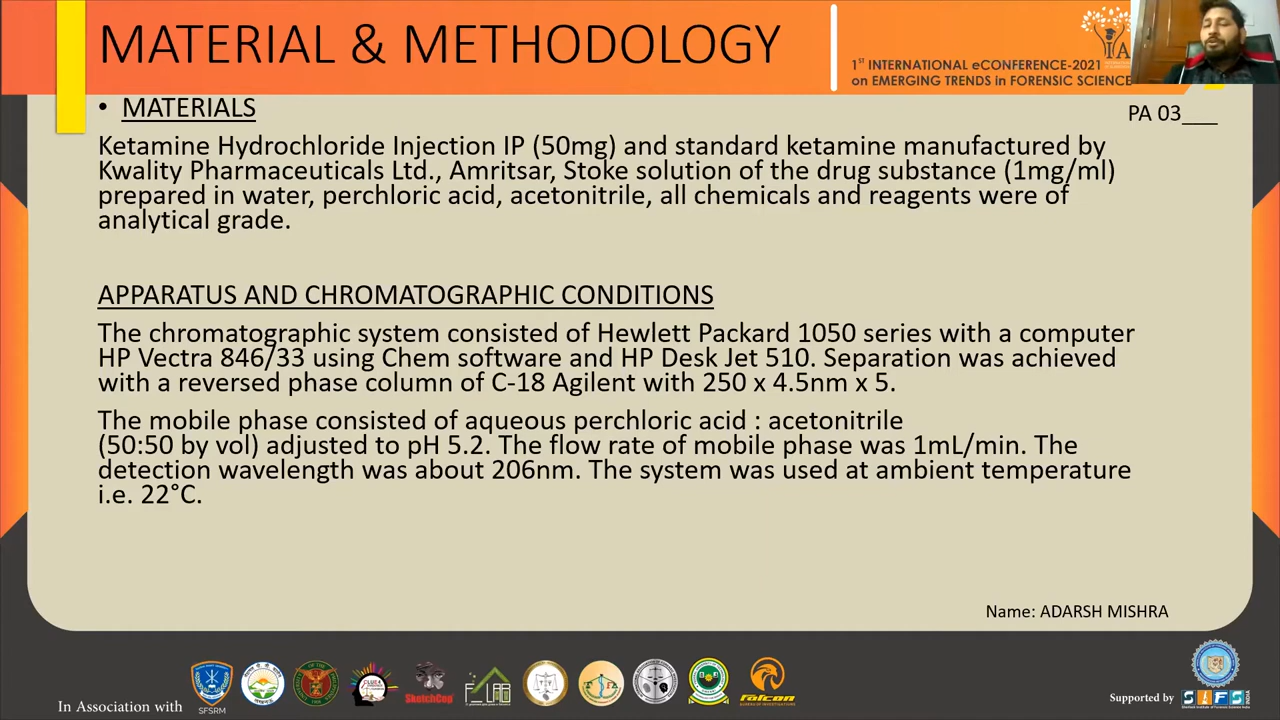 MATERIAL & METHODOLOGY
IA
1ST INTERNATIONAL eCONFERENCE-2021
on EMERGING TRENDS in FORENSIC SCIENCE
PA 03___
• MATERIALS
Ketamine Hydrochloride Injection IP (50mg) and standard ketamine manufactured by
Kwality Pharmaceuticals Ltd., Amritsar, Stoke solution of the drug substance (1mg/ml)
prepared in water, perchloric acid, acetonitrile, all chemicals and reagents were of
analytical grade.
APPARATUS AND CHROMATOGRAPHIC CONDITIONS
The chromatographic system consisted of Hewlett Packard 1050 series with a computer
HP Vectra 846/33 using Chem software and HP Desk Jet 510. Separation was achieved
with a reversed phase column of C-18 Agilent with 250 x 4.5nm x 5.
The mobile phase consisted of aqueous perchloric acid : acetonitrile
(50:50 by vol) adjusted to pH 5.2. The flow rate of mobile phase was 1mL/min. The
detection wavelength was about 206nm. The system was used at ambient temperature
i.e. 22°C.
Name: ADARSH MISHRA
In Association with
SFSRM
SketchCop
falcon
Supported by
SIFS
INDIA